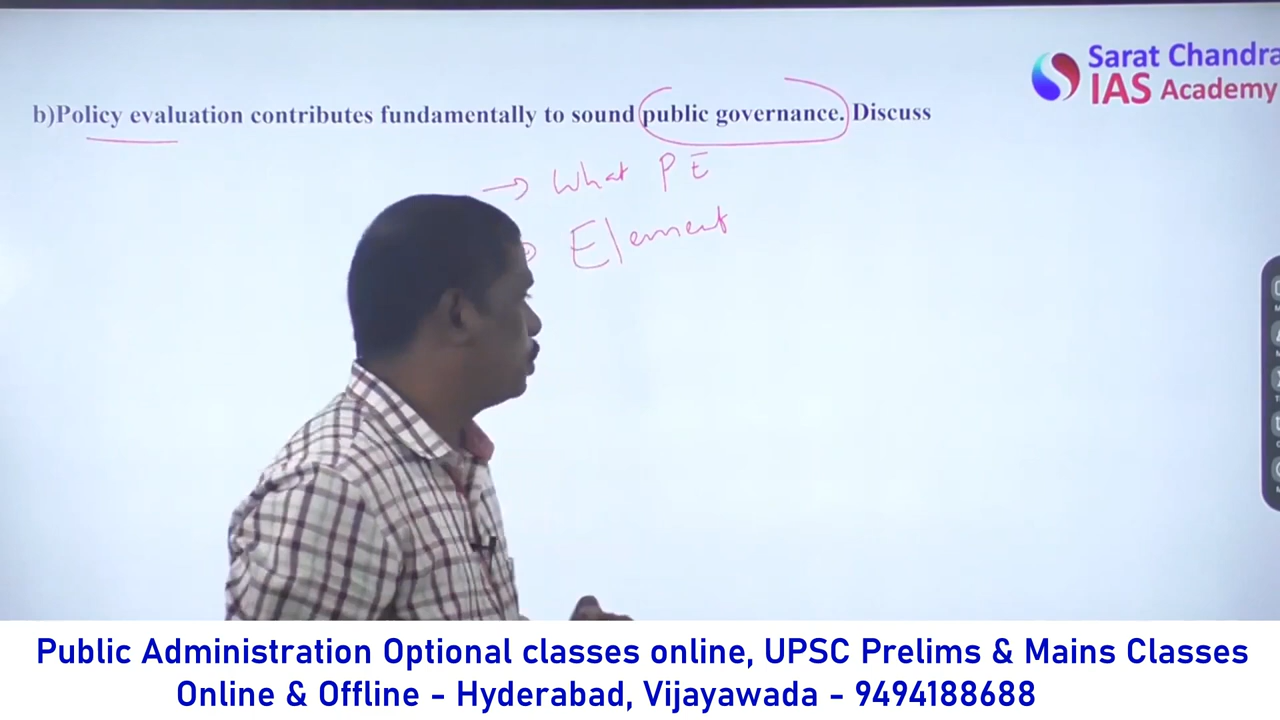 Sarat Chandra
IAS Academy
b)Policy evaluation contributes fundamentally to sound public governance. Discuss
→ What PE
Element
Public Administration Optional classes online, UPSC Prelims & Mains Classes
Online & Offline - Hyderabad, Vijayawada - 9494188688